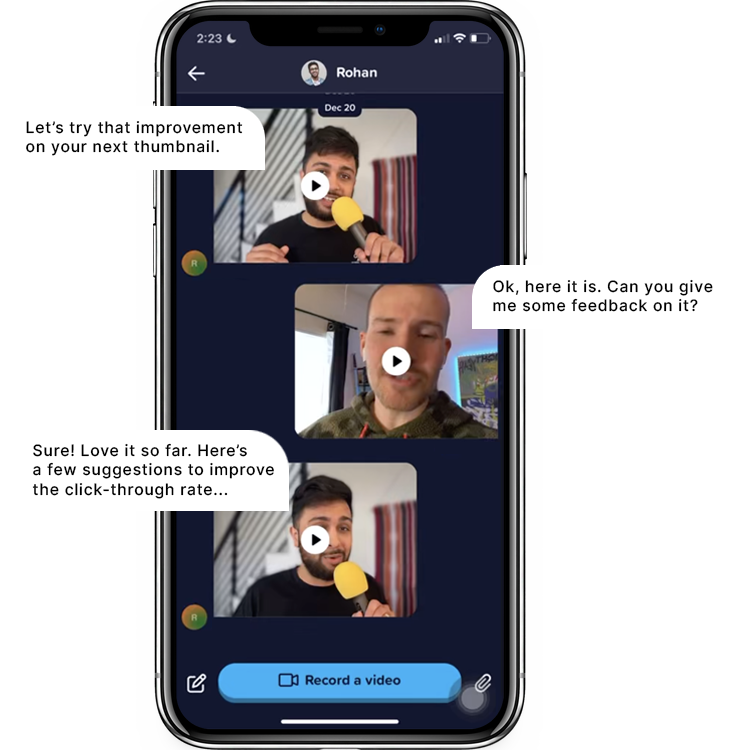 2:23
Rohan
Dec 20
Let's try that improvement
on your next thumbnail.
R
Ok, here it is. Can you give
me some feedback on it?
Sure! Love it so far. Here's
a few suggestions to improve
the click-through rate...
R
Record a video